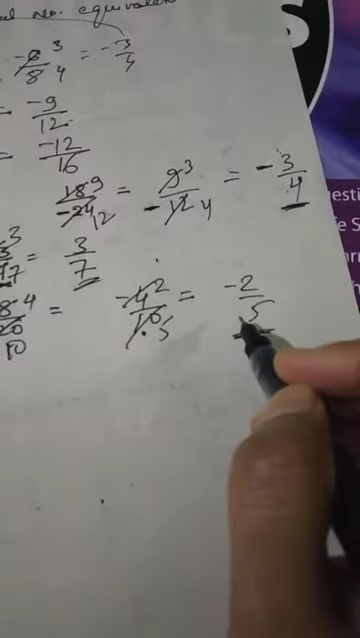 no. equivalen
-6 3/8 4 = -3/4
= -9/12
= -12/16
18 9/-24 12 = 9 3/-12 4 = -3/4
3/7 = 3/7
8 4/20 10 = -4 2/10 5 = -2/5
esti
e S